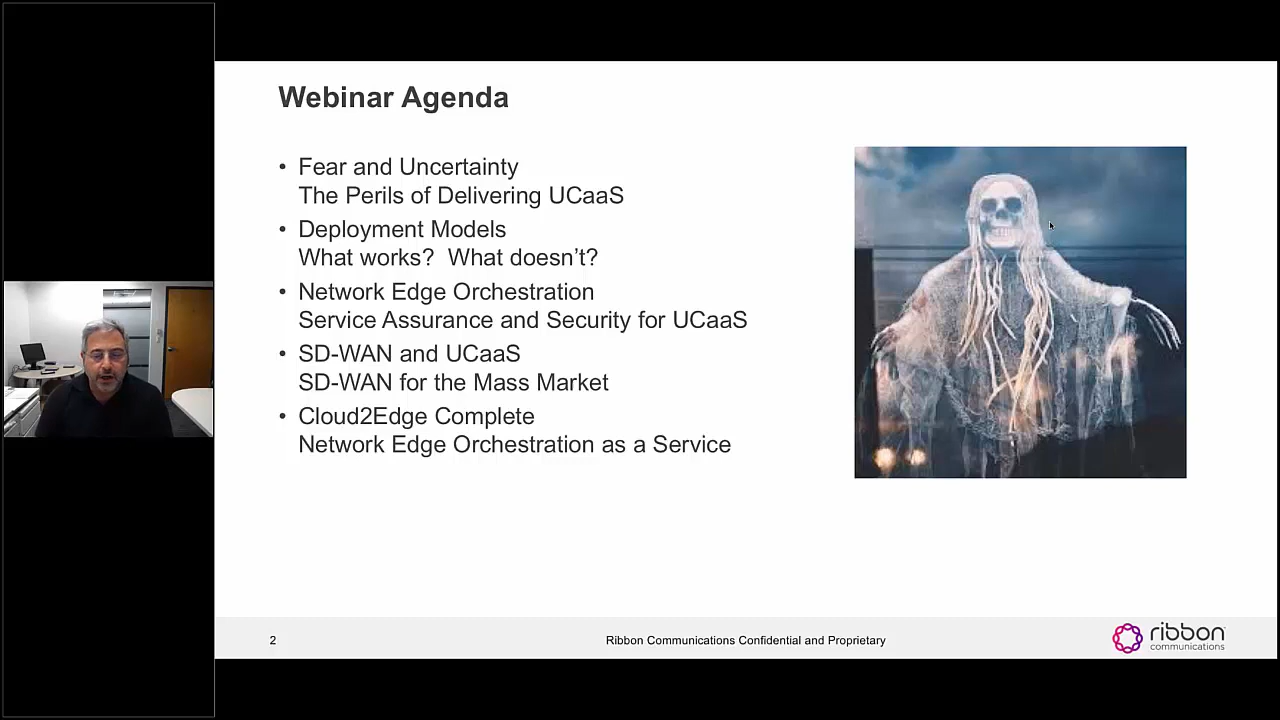 Webinar Agenda
• Fear and Uncertainty
The Perils of Delivering UCaaS
• Deployment Models
What works?  What doesn’t?
• Network Edge Orchestration
Service Assurance and Security for UCaaS
• SD-WAN and UCaaS
SD-WAN for the Mass Market
• Cloud2Edge Complete
Network Edge Orchestration as a Service
2
Ribbon Communications Confidential and Proprietary
ribbon
communications